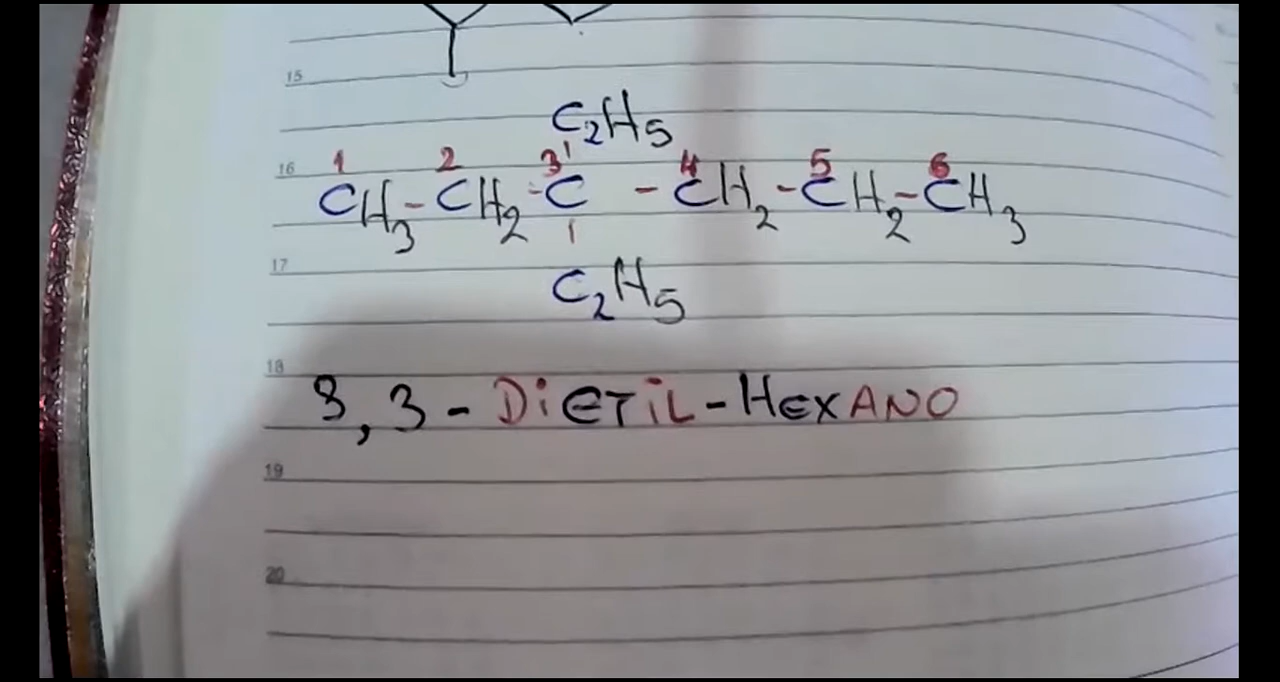 15
C2H5
16 1 2 3 4 5 6
CH3-CH2-C-CH2-CH2-CH3
17
C2H5
18
3,3-DiETiL-HEXANO
19
20